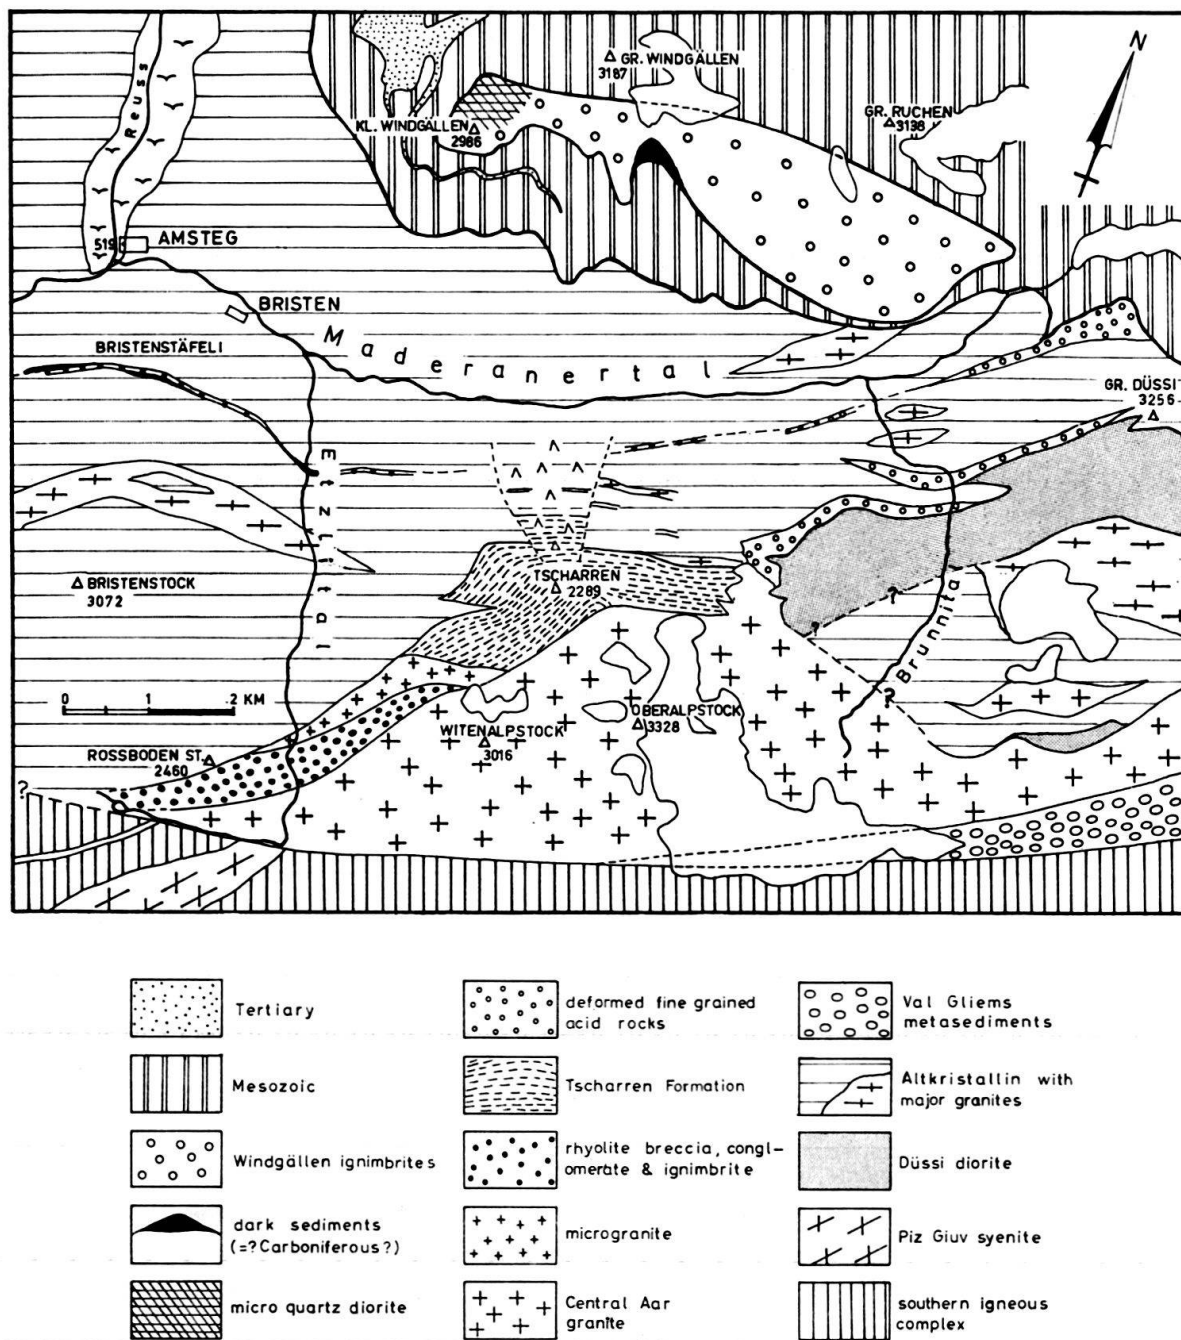 Reuss
GR. WINDGÄLLEN
3187
N
KL. WINDGÄLLEN
2986
GR. RUCHEN
3138
519
AMSTEG
BRISTEN
Maderanertal
BRISTENSTÄFELI
GR. DÜSSI
3256
Etzlital
TSCHARREN
2289
BRISTENSTOCK
3072
?
?
Brunnita
?
0 1 2 KM
OBERALPSTOCK
3328
WITENALPSTOCK
3016
ROSSBODEN ST.
2460
?
Tertiary
Mesozoic
Windgällen ignimbrites
dark sediments
(=?Carboniferous?)
micro quartz diorite
deformed fine grained
acid rocks
Tscharren Formation
rhyolite breccia, congl-
omerate & ignimbrite
microgranite
Central Aar
granite
Val Gliems
metasediments
Altkristallin with
major granites
Düssi diorite
Piz Giuv syenite
southern igneous
complex